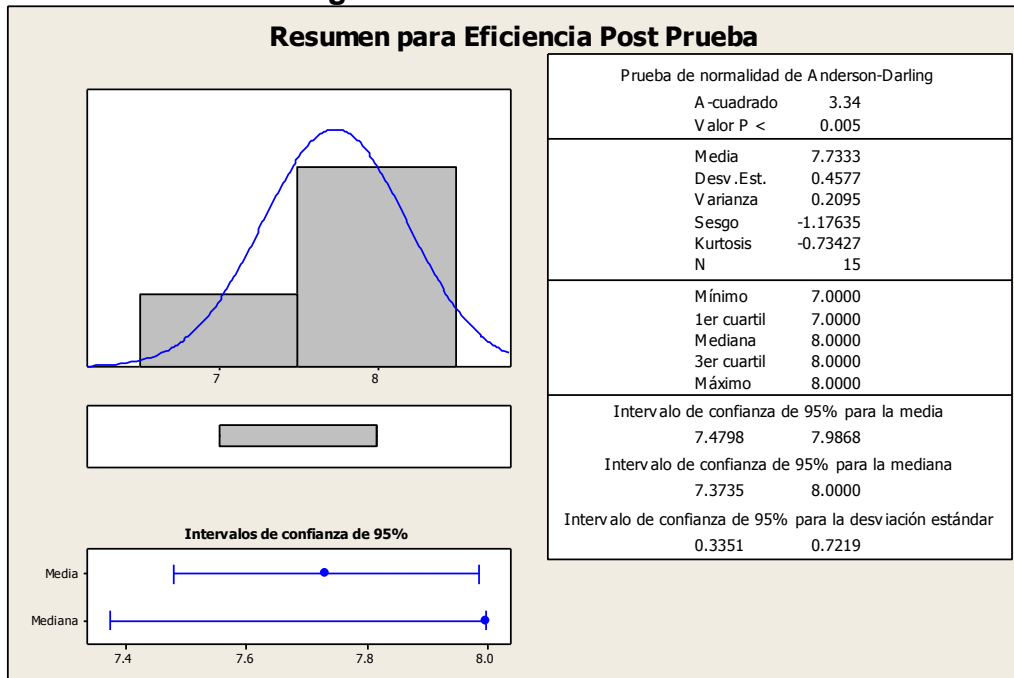 Resumen para Eficiencia Post Prueba
7 8
Intervalos de confianza de 95%
Media
Mediana
7.4 7.6 7.8 8.0
Prueba de normalidad de Anderson-Darling
A-cuadrado 3.34
Valor P < 0.005
Media 7.7333
Desv.Est. 0.4577
Varianza 0.2095
Sesgo -1.17635
Kurtosis -0.73427
N 15
Mínimo 7.0000
1er cuartil 7.0000
Mediana 8.0000
3er cuartil 8.0000
Máximo 8.0000
Intervalo de confianza de 95% para la media
7.4798 7.9868
Intervalo de confianza de 95% para la mediana
7.3735 8.0000
Intervalo de confianza de 95% para la desviación estándar
0.3351 0.7219